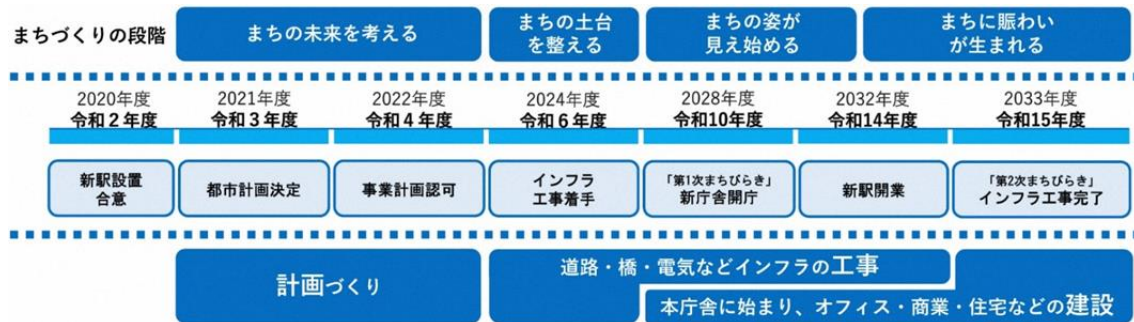 まちづくりの段階
まちの未来を考える
まちの土台
を整える
まちの姿が
見え始める
まちに賑わい
が生まれる
2020年度
令和2年度
2021年度
令和3年度
2022年度
令和4年度
2024年度
令和6年度
2028年度
令和10年度
2032年度
令和14年度
2033年度
令和15年度
新駅設置
合意
都市計画決定
事業計画認可
インフラ
工事着手
「第1次まちびらき」
新庁舎開庁
新駅開業
「第2次まちびらき」
インフラ工事完了
計画づくり
道路・橋・電気などインフラの工事
本庁舎に始まり、オフィス・商業・住宅などの建設